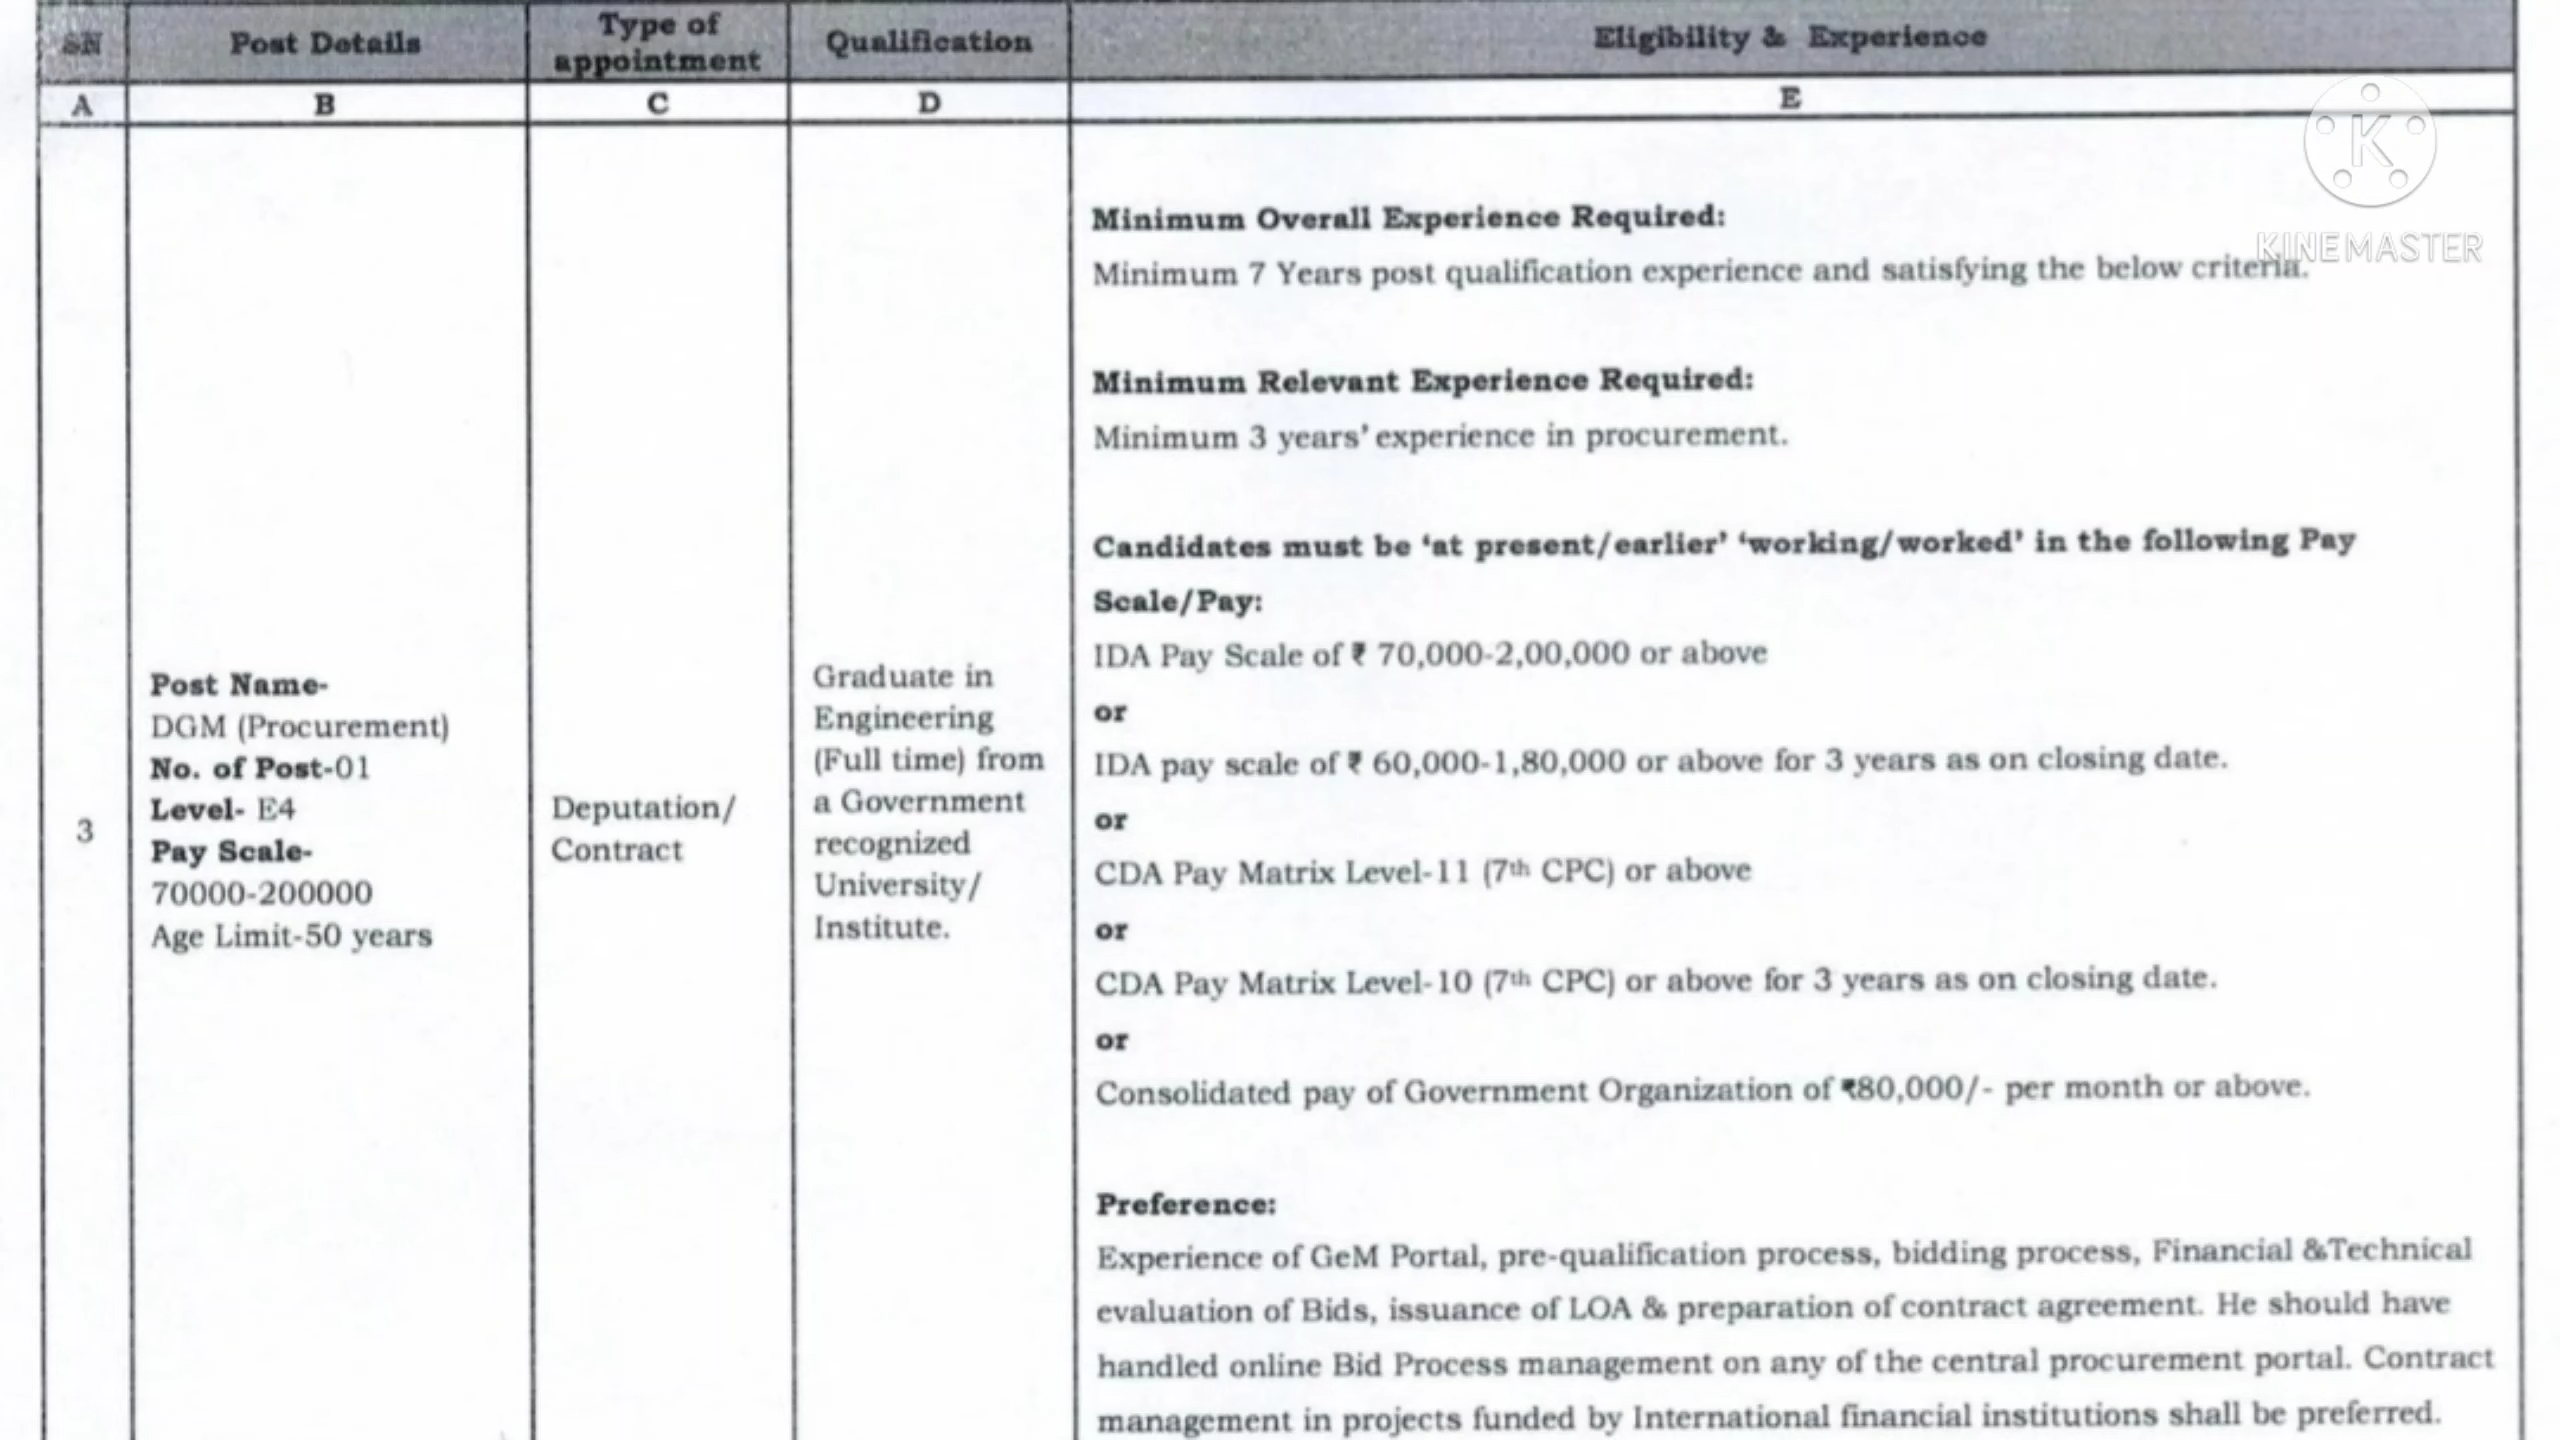 SN
Post Details
Type of
appointment
Qualification
Eligibility & Experience
A
B
C
D
E
3
Post Name-
DGM (Procurement)
No. of Post-01
Level- E4
Pay Scale-
70000-200000
Age Limit-50 years
Deputation/
Contract
Graduate in
Engineering
(Full time) from
a Government
recognized
University/
Institute.
Minimum Overall Experience Required:
Minimum 7 Years post qualification experience and satisfying the below criteria.
Minimum Relevant Experience Required:
Minimum 3 years' experience in procurement.
Candidates must be 'at present/earlier' 'working/worked' in the following Pay
Scale/Pay:
IDA Pay Scale of ₹ 70,000-2,00,000 or above
or
IDA pay scale of ₹ 60,000-1,80,000 or above for 3 years as on closing date.
or
CDA Pay Matrix Level-11 (7th CPC) or above
or
CDA Pay Matrix Level-10 (7th CPC) or above for 3 years as on closing date.
or
Consolidated pay of Government Organization of ₹80,000/- per month or above.
Preference:
Experience of GeM Portal, pre-qualification process, bidding process, Financial &Technical
evaluation of Bids, issuance of LOA & preparation of contract agreement. He should have
handled online Bid Process management on any of the central procurement portal. Contract
management in projects funded by International financial institutions shall be preferred.
K
KINEMASTER